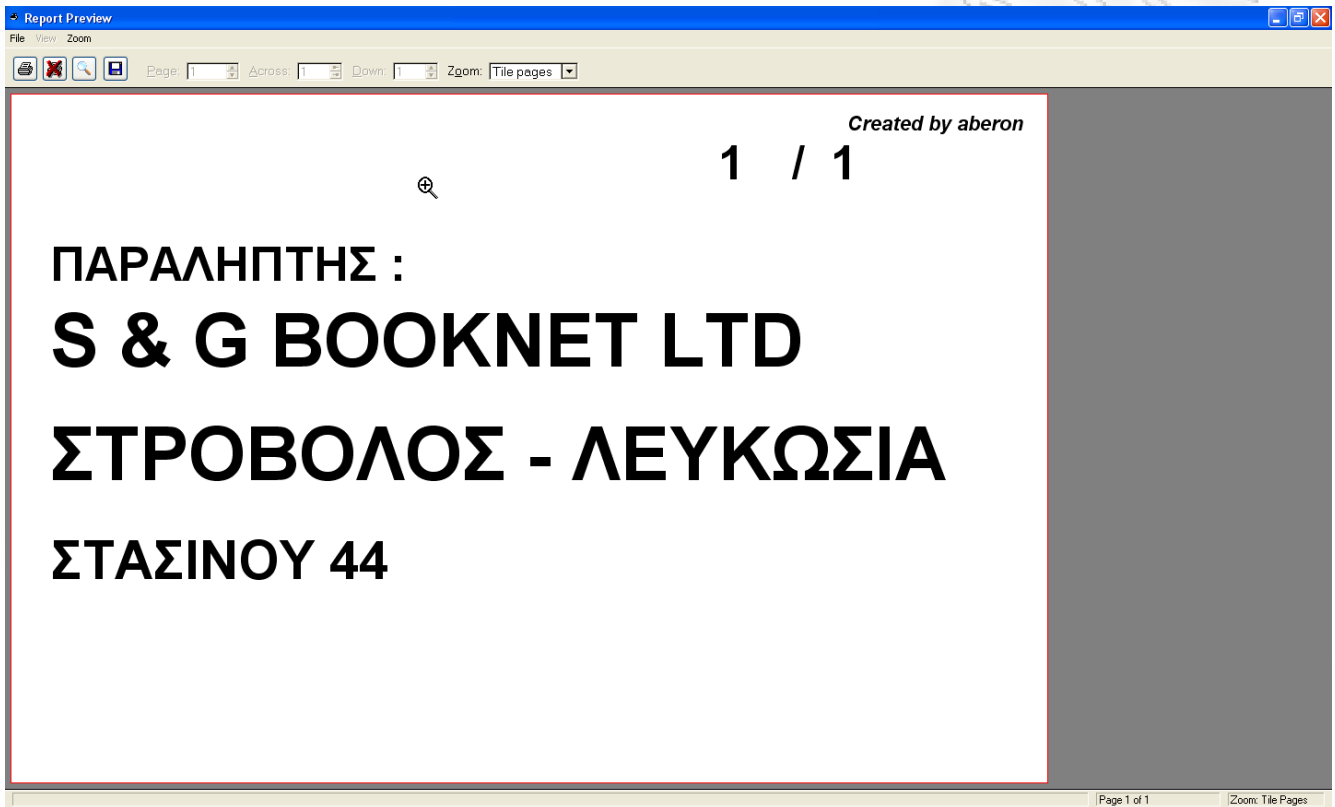 Report Preview
File View Zoom
Page: 1 Across: 1 Down: 1 Zoom: Tile pages
Created by aberon
1 / 1
ΠΑΡΑΛΗΠΤΗΣ :
S & G BOOKNET LTD
ΣΤΡΟΒΟΛΟΣ - ΛΕΥΚΩΣΙΑ
ΣΤΑΣΙΝΟΥ 44
Page 1 of 1 Zoom: Tile Pages